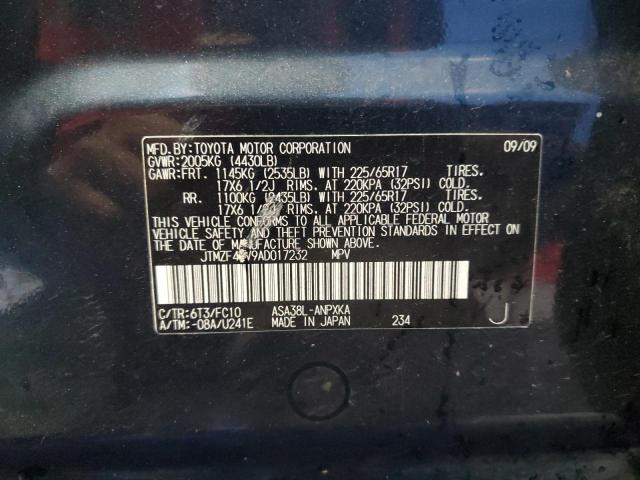 MFD. BY: TOYOTA MOTOR CORPORATION 09/09
GVWR: 2005KG (4430LB)
GAWR: FRT. 1145KG (2535LB) WITH 225/65R17 TIRES.
17X6 1/2J RIMS. AT 220KPA (32PSI) COLD.
RR. 1100KG (2435LB) WITH 225/65R17 TIRES.
17X6 RIMS. AT 220KPA (32PSI) COLD.
THIS VEHICLE CONFORMS TO ALL APPLICABLE FEDERAL MOTOR
VEHICLE SAFETY AND THEFT PREVENTION STANDARDS IN EFFECT
ON THE DATE OF MANUFACTURE SHOWN ABOVE.
MPV
C/TR: 6T3/FC10 ASA38L-ANPXKA
A/TM: -08A/U241E MADE IN JAPAN 234 J